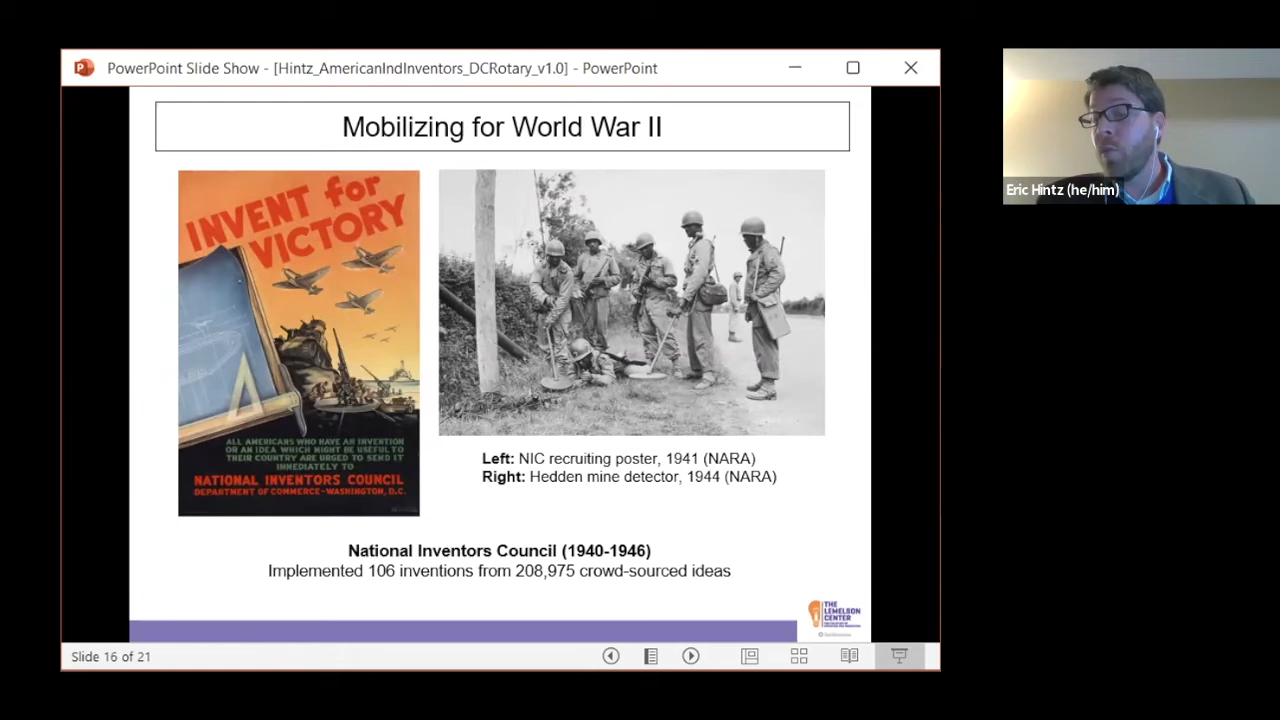 PowerPoint Slide Show - [Hintz_AmericanIndInventors_DCRotary_v1.0] - PowerPoint
Mobilizing for World War II
INVENT for
VICTORY
ALL AMERICANS WHO HAVE AN INVENTION
OR AN IDEA WHICH MIGHT BE USEFUL TO
THEIR COUNTRY ARE URGED TO SEND IT
IMMEDIATELY TO
NATIONAL INVENTORS COUNCIL
DEPARTMENT OF COMMERCE-WASHINGTON, D.C.
Left: NIC recruiting poster, 1941 (NARA)
Right: Hedden mine detector, 1944 (NARA)
National Inventors Council (1940-1946)
Implemented 106 inventions from 208,975 crowd-sourced ideas
THE
LEMELSON
CENTER
Slide 16 of 21
Eric Hintz (he/him)